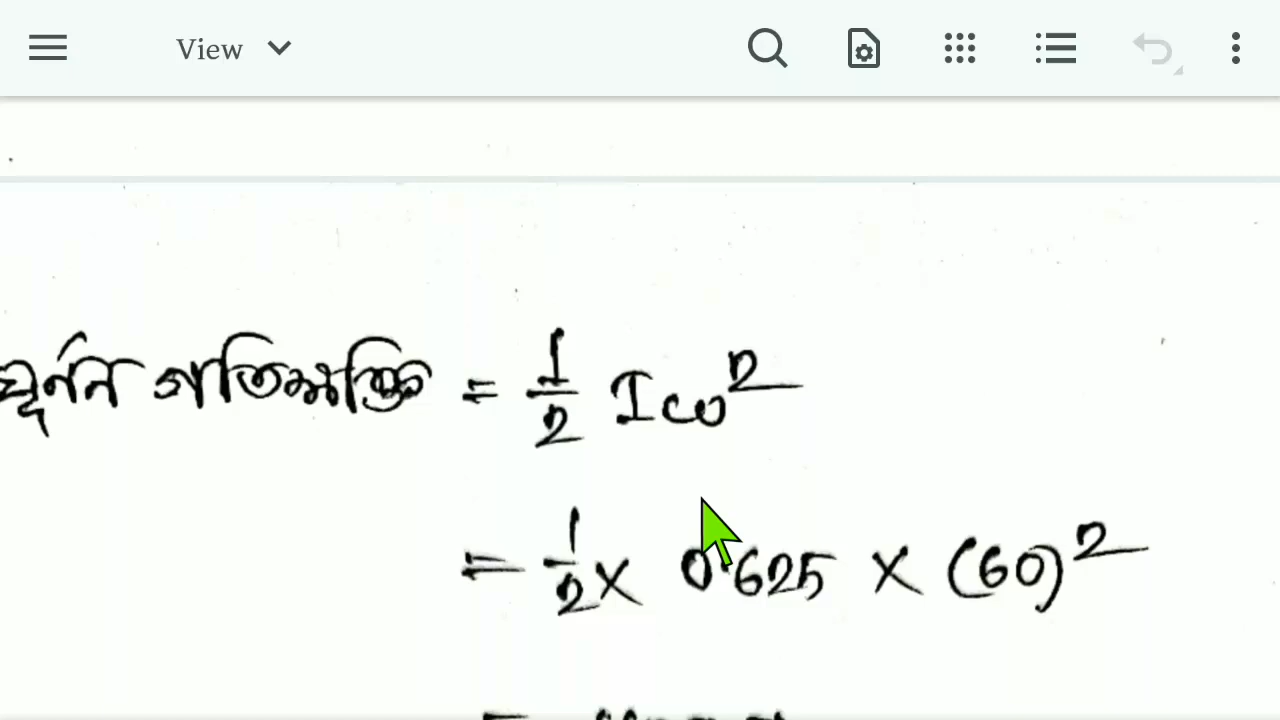 View
ঘূর্ণন গতিশক্তি = 1/2 Iω²
= 1/2 × 0.625 × (60)²